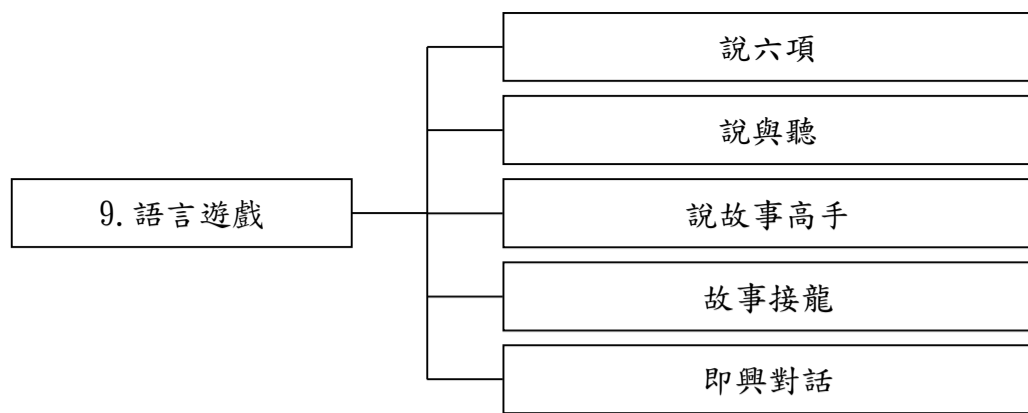 9.語言遊戲
說六項
說與聽
說故事高手
故事接龍
即興對話